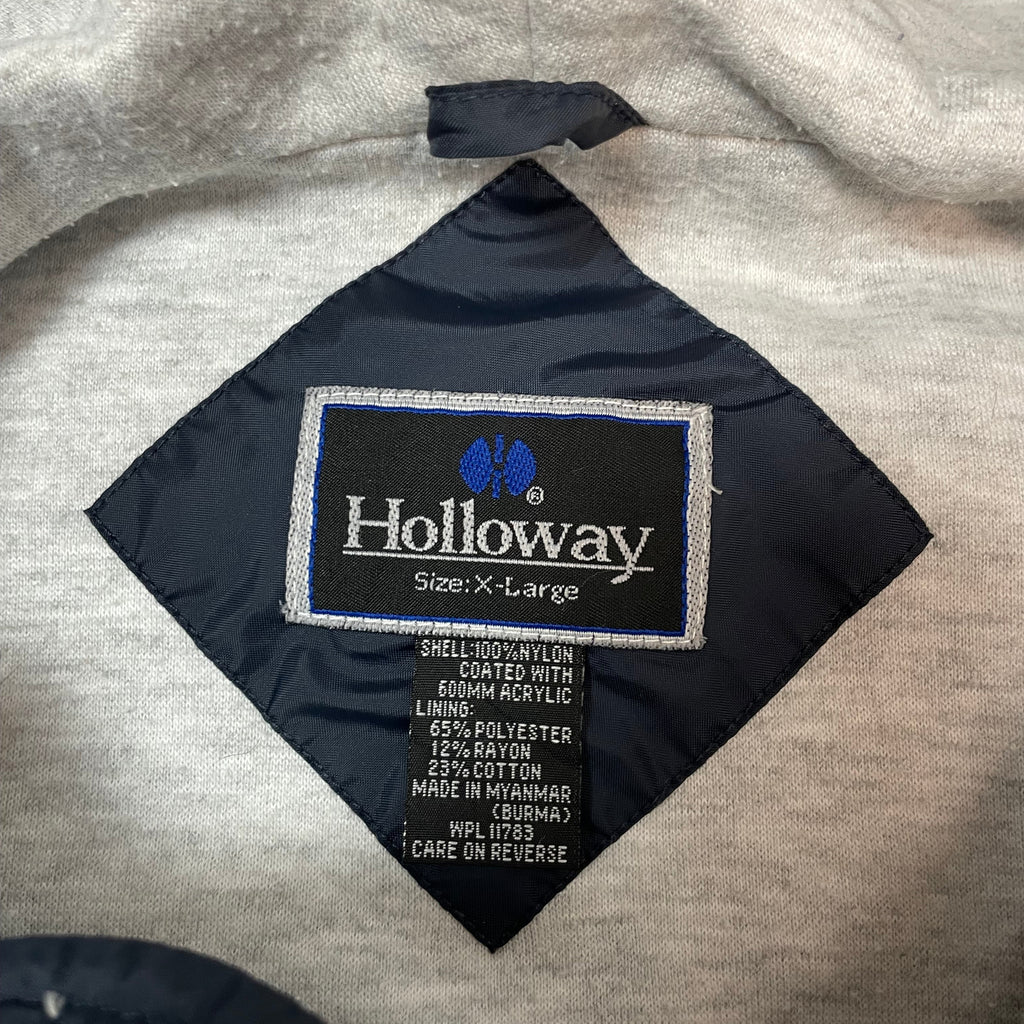 ®
Holloway
Size: X-Large
SHELL:100%NYLON
COATED WITH
600MM ACRYLIC
LINING:
65% POLYESTER
12% RAYON
23% COTTON
MADE IN MYANMAR
(BURMA)
WPL 11783
CARE ON REVERSE